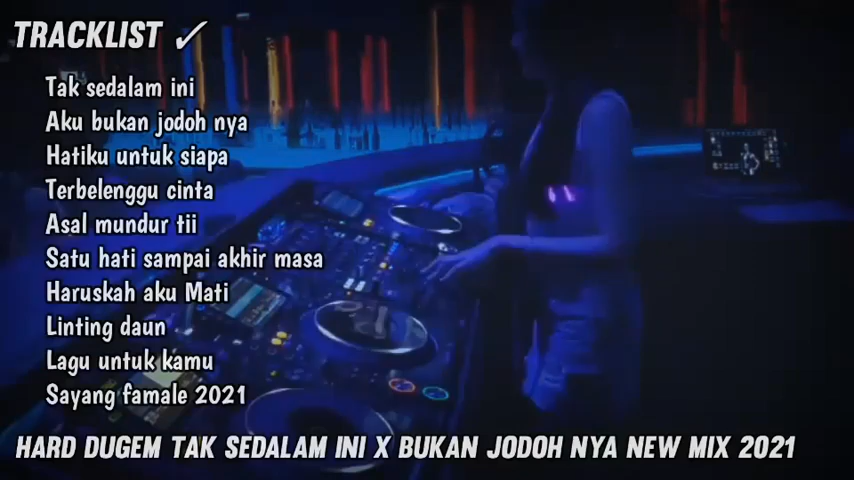 TRACKLIST ✓
Tak sedalam ini
Aku bukan jodoh nya
Hatiku untuk siapa
Terbelenggu cinta
Asal mundur tii
Satu hati sampai akhir masa
Haruskah aku Mati
Linting daun
Lagu untuk kamu
Sayang famale 2021
HARD DUGEM TAK SEDALAM INI X BUKAN JODOH NYA NEW MIX 2021